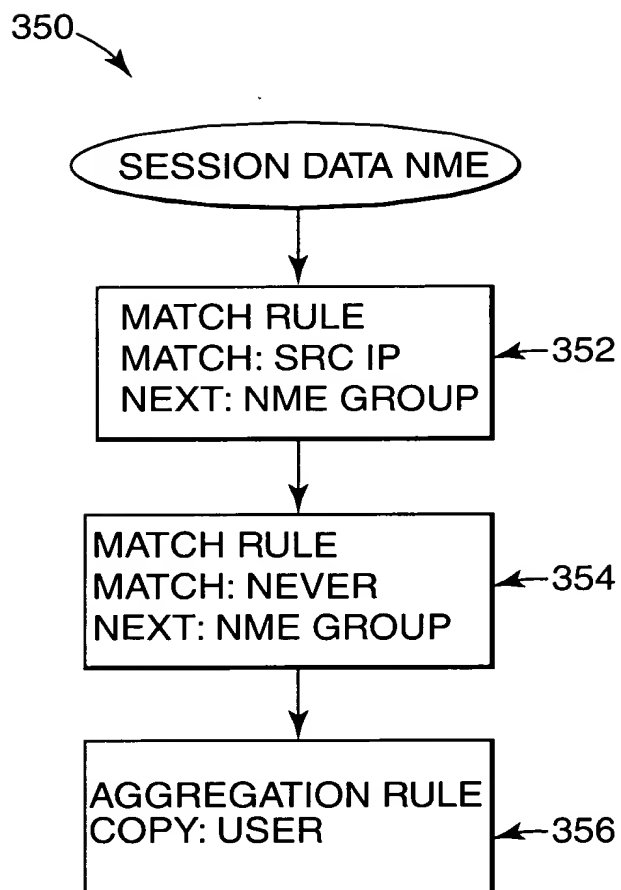 350
SESSION DATA NME
MATCH RULE
MATCH: SRC IP
NEXT: NME GROUP
352
MATCH RULE
MATCH: NEVER
NEXT: NME GROUP
354
AGGREGATION RULE
COPY: USER
356